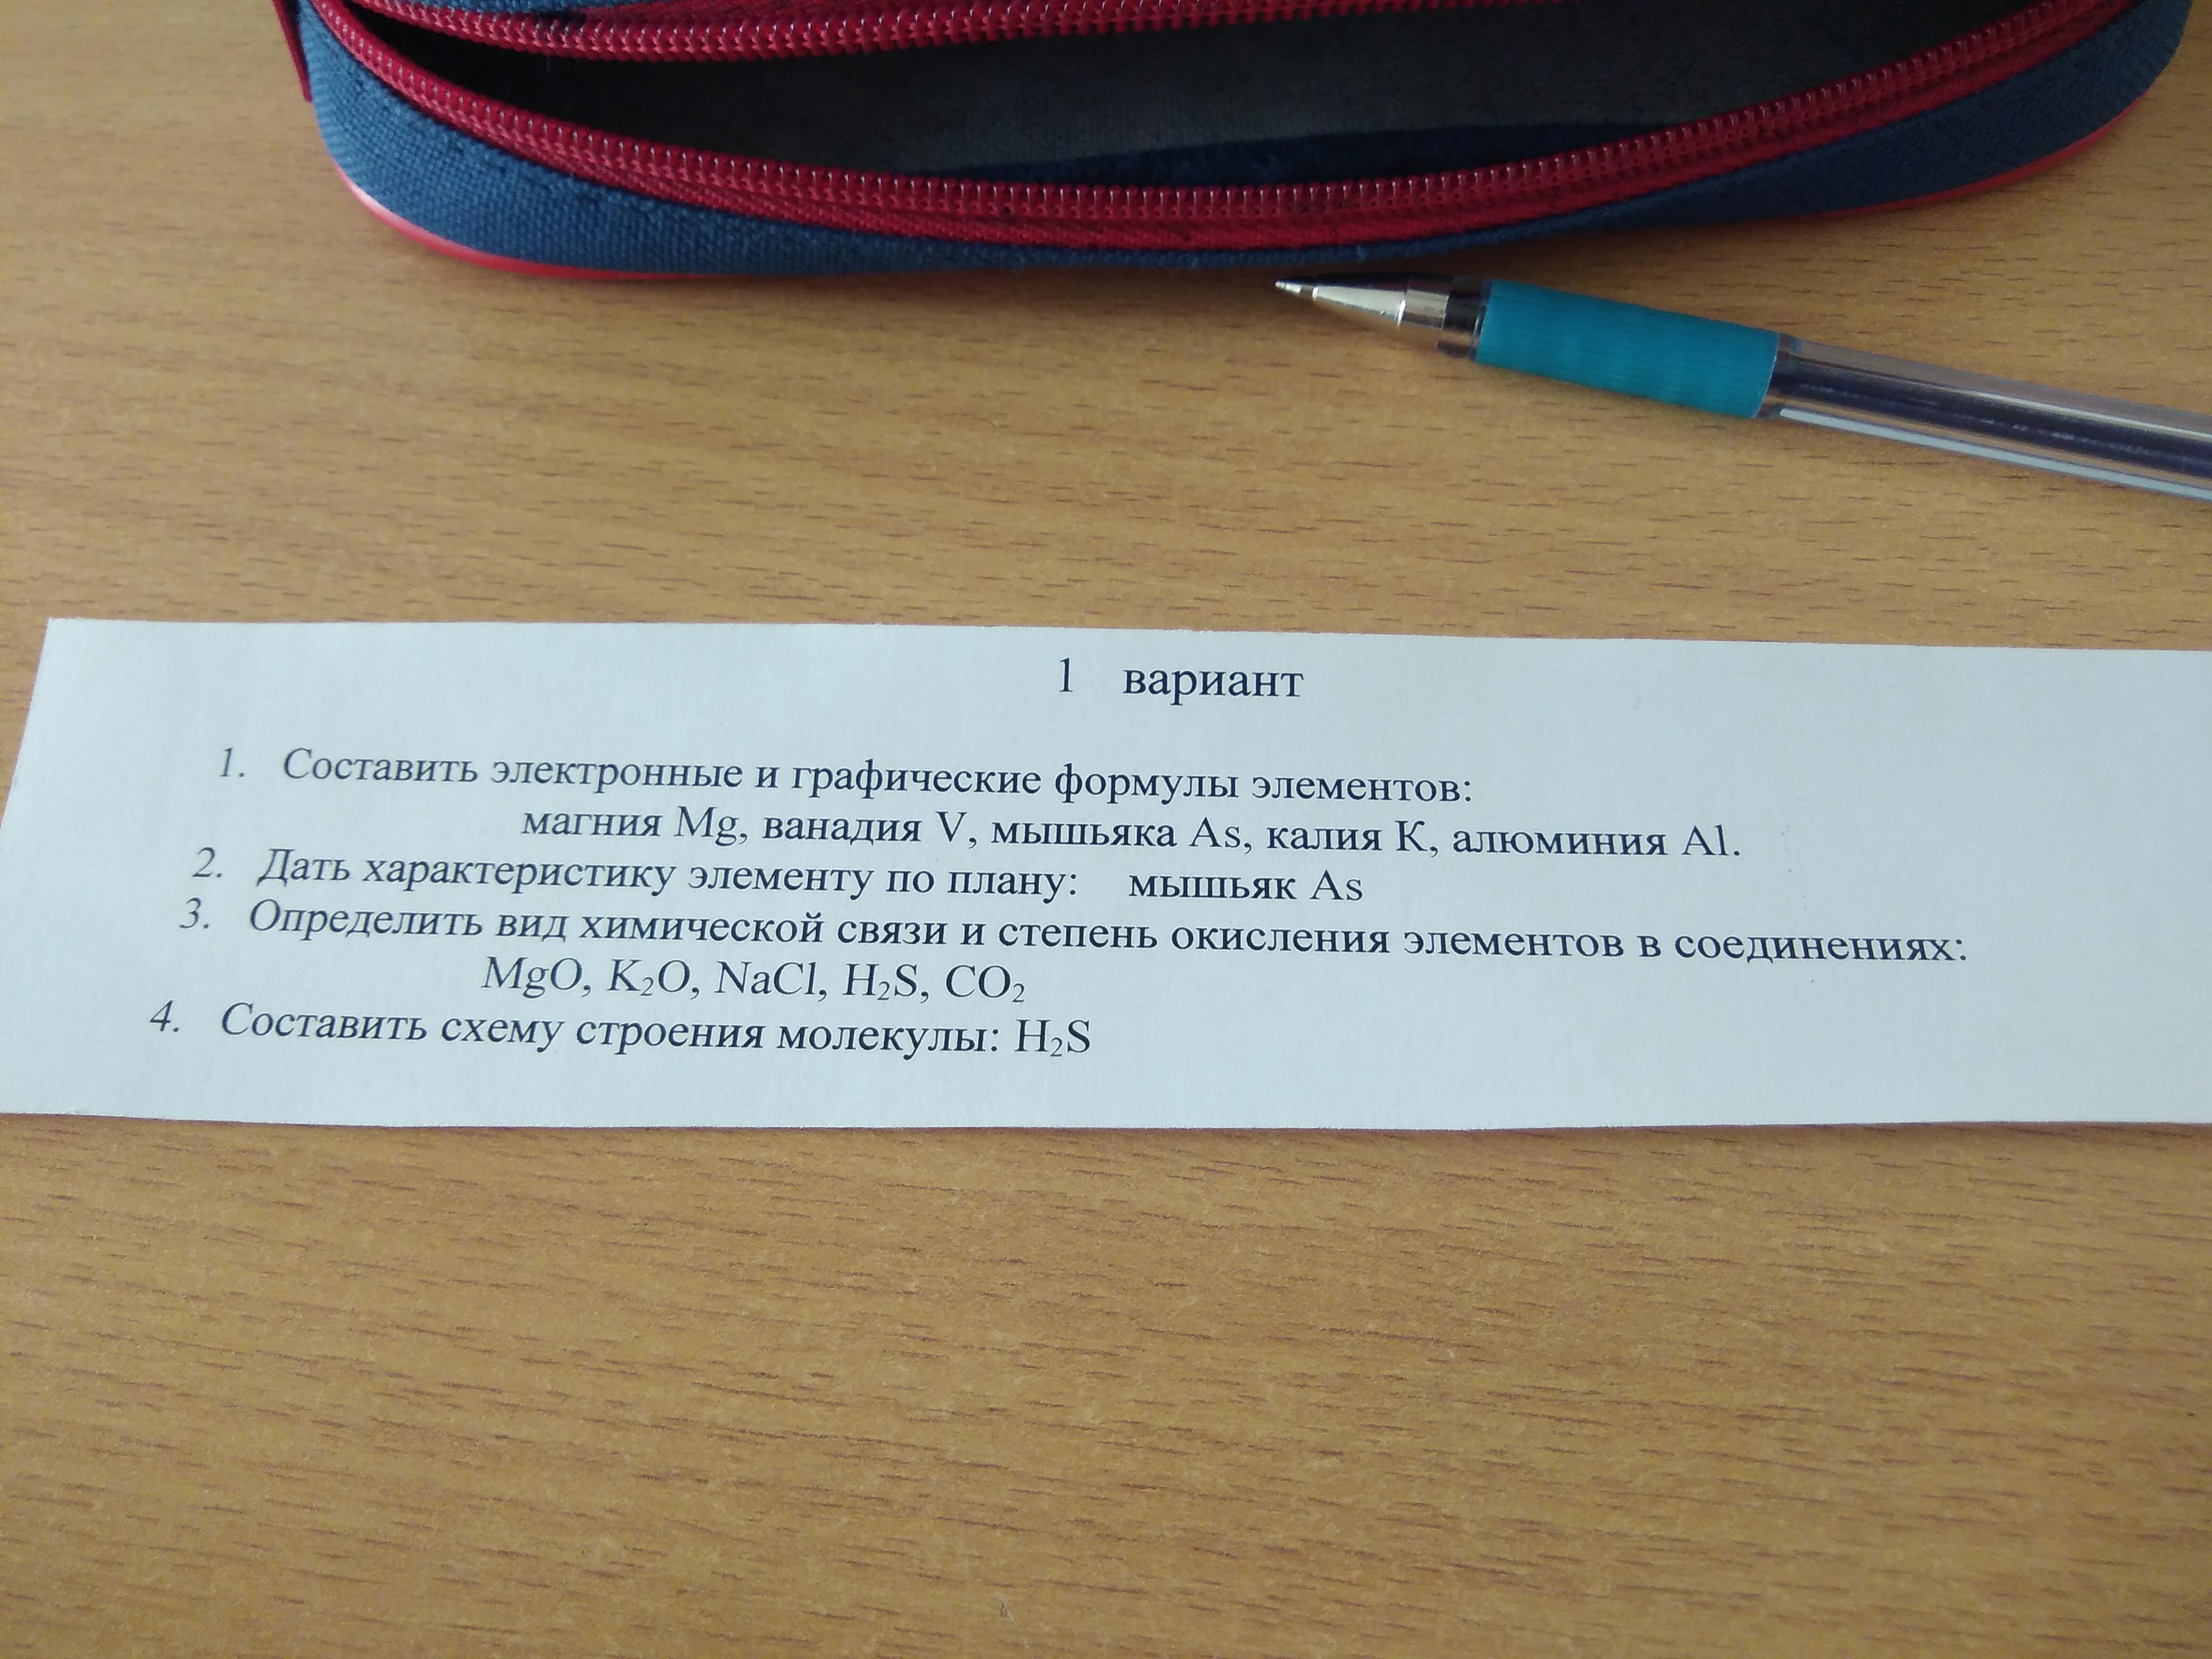 1 вариант
1. Составить электронные и графические формулы элементов:
магния Mg, ванадия V, мышьяка As, калия К, алюминия Al.
2. Дать характеристику элементу по плану: мышьяк As
3. Определить вид химической связи и степень окисления элементов в соединениях:
MgO, K₂O, NaCl, H₂S, CO₂
4. Составить схему строения молекулы: H₂S